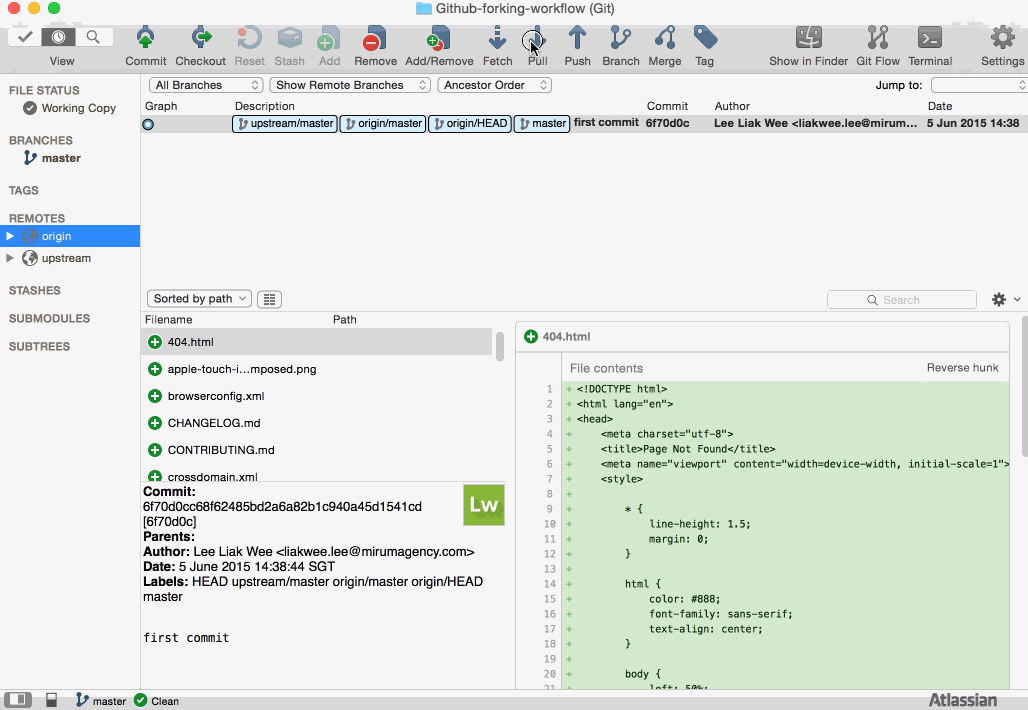 Github-forking-workflow (Git)
View Commit Checkout Reset Stash Add Remove Add/Remove Fetch Pull Push Branch Merge Tag Show in Finder Git Flow Terminal Settings
FILE STATUS
Working Copy
BRANCHES
master
TAGS
REMOTES
origin
upstream
STASHES
SUBMODULES
SUBTREES
All Branches Show Remote Branches Ancestor Order Jump to:
Graph Description Commit Author Date
upstream/master origin/master origin/HEAD master first commit 6f70d0c Lee Liak Wee <liakwee.lee@mirum... 5 Jun 2015 14:38
Sorted by path Search
Filename Path
404.html
apple-touch-i...mposed.png
browserconfig.xml
CHANGELOG.md
CONTRIBUTING.md
crossdomain.xml
Commit:
6f70d0cc68f62485bd2a6a82b1c940a45d1541cd
[6f70d0c]
Parents:
Author: Lee Liak Wee <liakwee.lee@mirumagency.com>
Date: 5 June 2015 14:38:44 SGT
Labels: HEAD upstream/master origin/master origin/HEAD
master
first commit
Lw
404.html
File contents Reverse hunk
1 + <!DOCTYPE html>
2 + <html lang="en">
3 + <head>
4 + <meta charset="utf-8">
5 + <title>Page Not Found</title>
6 + <meta name="viewport" content="width=device-width, initial-scale=1">
7 + <style>
8 +
9 + * {
10 + line-height: 1.5;
11 + margin: 0;
12 + }
13 +
14 + html {
15 + color: #888;
16 + font-family: sans-serif;
17 + text-align: center;
18 + }
19 +
20 + body {
21 + left: 50%;
master Clean
Atlassian